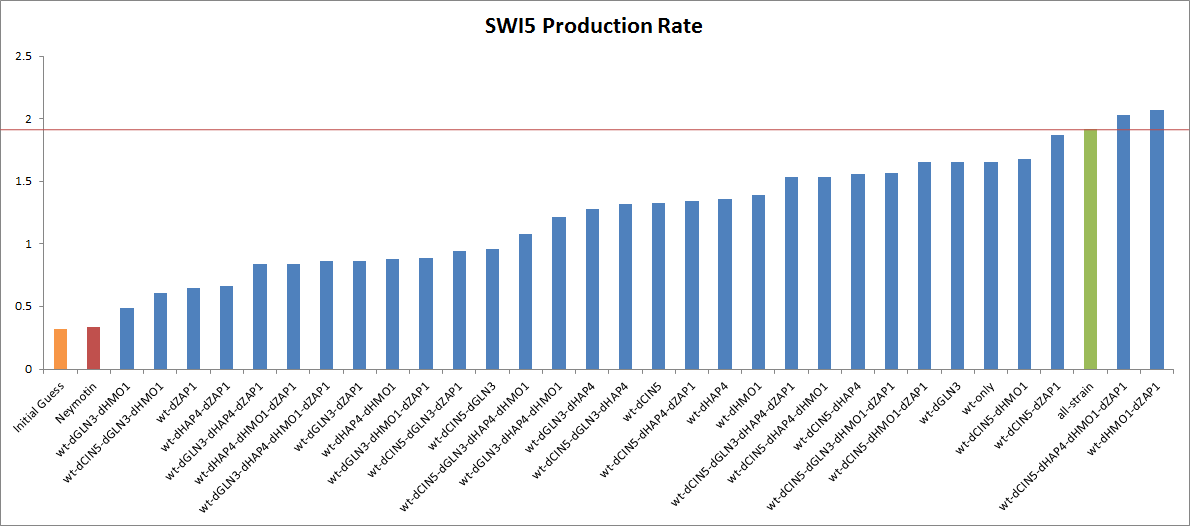 SWI5 Production Rate
2.5
2
1.5
1
0.5
0
Initial Guess
Neymotin
wt-dGLN3-dHMO1
wt-dCIN5-dGLN3-dHMO1
wt-dZAP1
wt-dHAP4-dZAP1
wt-dGLN3-dHAP4-dZAP1
wt-dHAP4-dHMO1-dZAP1
wt-dGLN3-dHAP4-dHMO1-dZAP1
wt-dGLN3-dZAP1
wt-dHAP4-dHMO1
wt-dGLN3-dHMO1-dZAP1
wt-dCIN5-dGLN3-dZAP1
wt-dCIN5-dGLN3
wt-dCIN5-dGLN3-dHAP4-dHMO1
wt-dGLN3-dHAP4-dHMO1
wt-dGLN3-dHAP4
wt-dCIN5-dGLN3-dHAP4
wt-dCIN5
wt-dCIN5-dHAP4-dZAP1
wt-dHAP4
wt-dHMO1
wt-dCIN5-dGLN3-dHAP4-dZAP1
wt-dCIN5-dHAP4-dHMO1
wt-dCIN5-dHAP4
wt-dCIN5-dGLN3-dHMO1-dZAP1
wt-dCIN5-dHMO1-dZAP1
wt-dGLN3
wt-only
wt-dCIN5-dHMO1
wt-dCIN5-dZAP1
all-strain
wt-dCIN5-dHAP4-dHMO1-dZAP1
wt-dHMO1-dZAP1